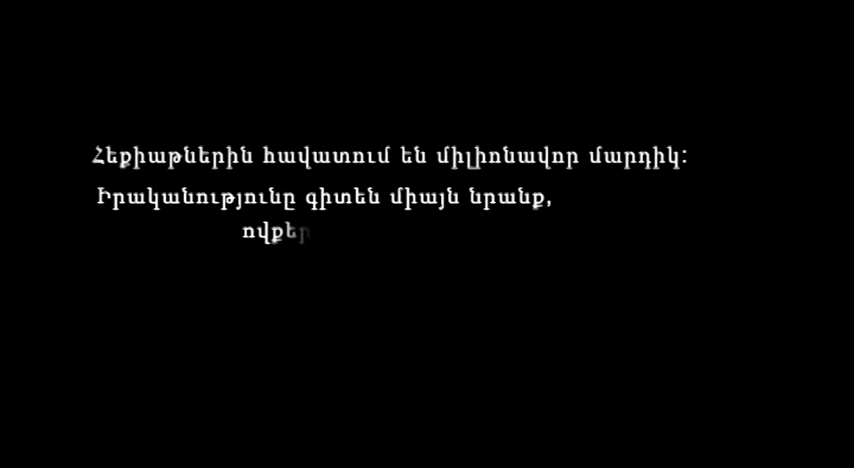 Հեքիաթներին հավատում են միլիոնավոր մարդիկ:
Իրականությունը գիտեն միայն նրանք,
ովքեր